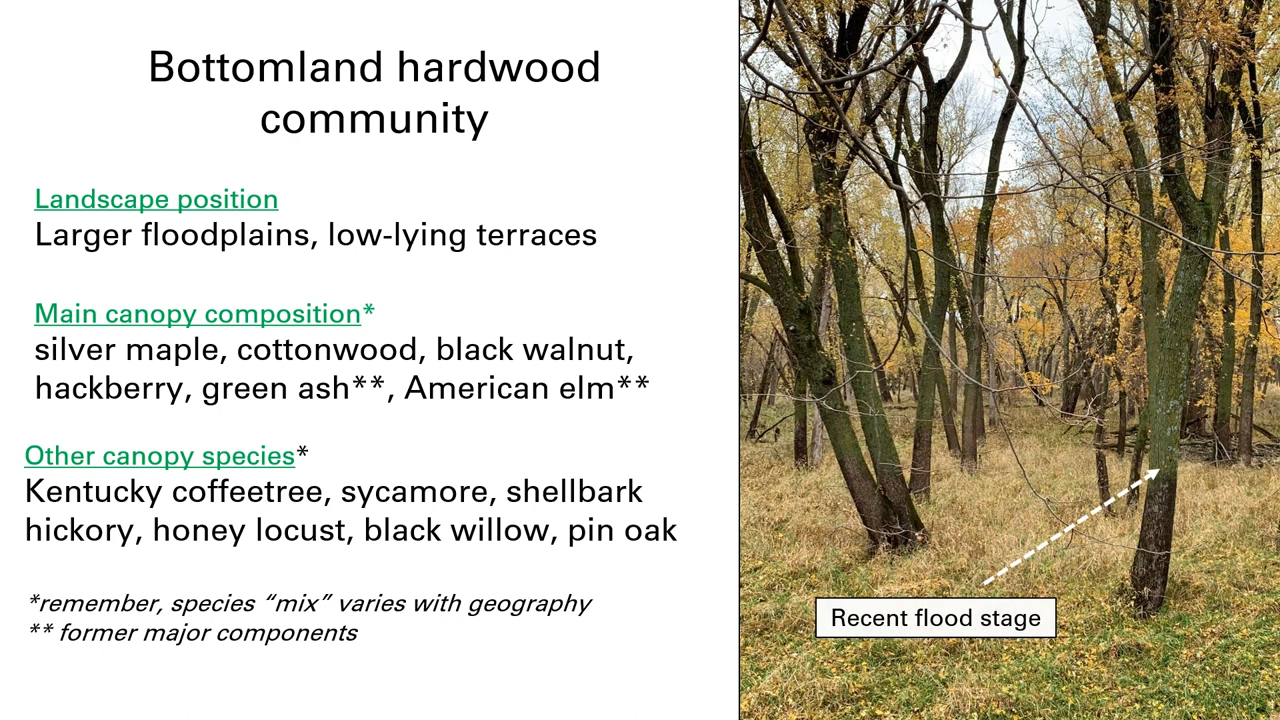 Bottomland hardwood
community
Landscape position
Larger floodplains, low-lying terraces
Main canopy composition*
silver maple, cottonwood, black walnut,
hackberry, green ash**, American elm**
Other canopy species*
Kentucky coffeetree, sycamore, shellbark
hickory, honey locust, black willow, pin oak
*remember, species “mix” varies with geography
** former major components
Recent flood stage